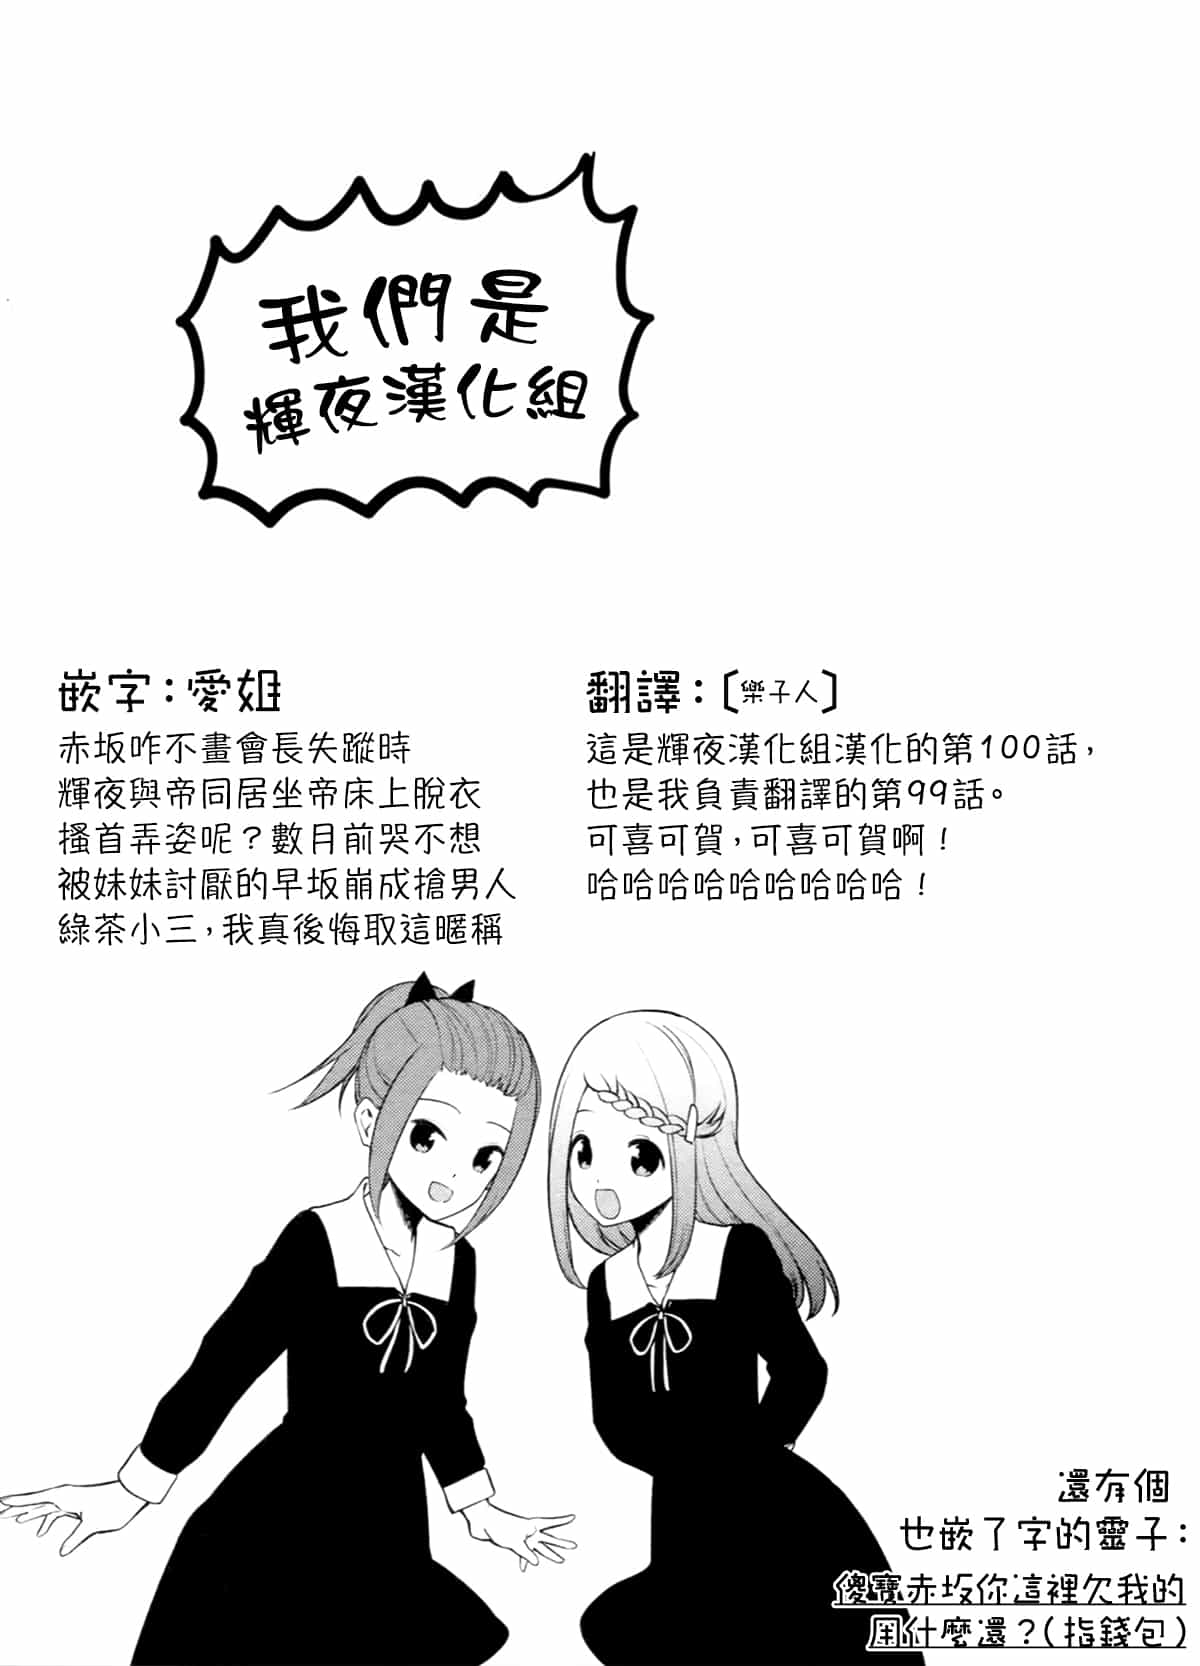 我們是
輝夜漢化組
嵌字：愛姐
赤坂咋不畫會長失蹤時
輝夜與帝同居坐帝床上脫衣
搔首弄姿呢？數月前哭不想
被妹妹討厭的早坂崩成搶男人
綠茶小三，我真後悔取這暱稱
翻譯：〔樂子人〕
這是輝夜漢化組漢化的第100話，
也是我負責翻譯的第99話。
可喜可賀，可喜可賀啊！
哈哈哈哈哈哈哈哈哈！
還有個
也嵌了字的靈子：
傻寶赤坂你這裡欠我的
用什麼還？（指錢包）